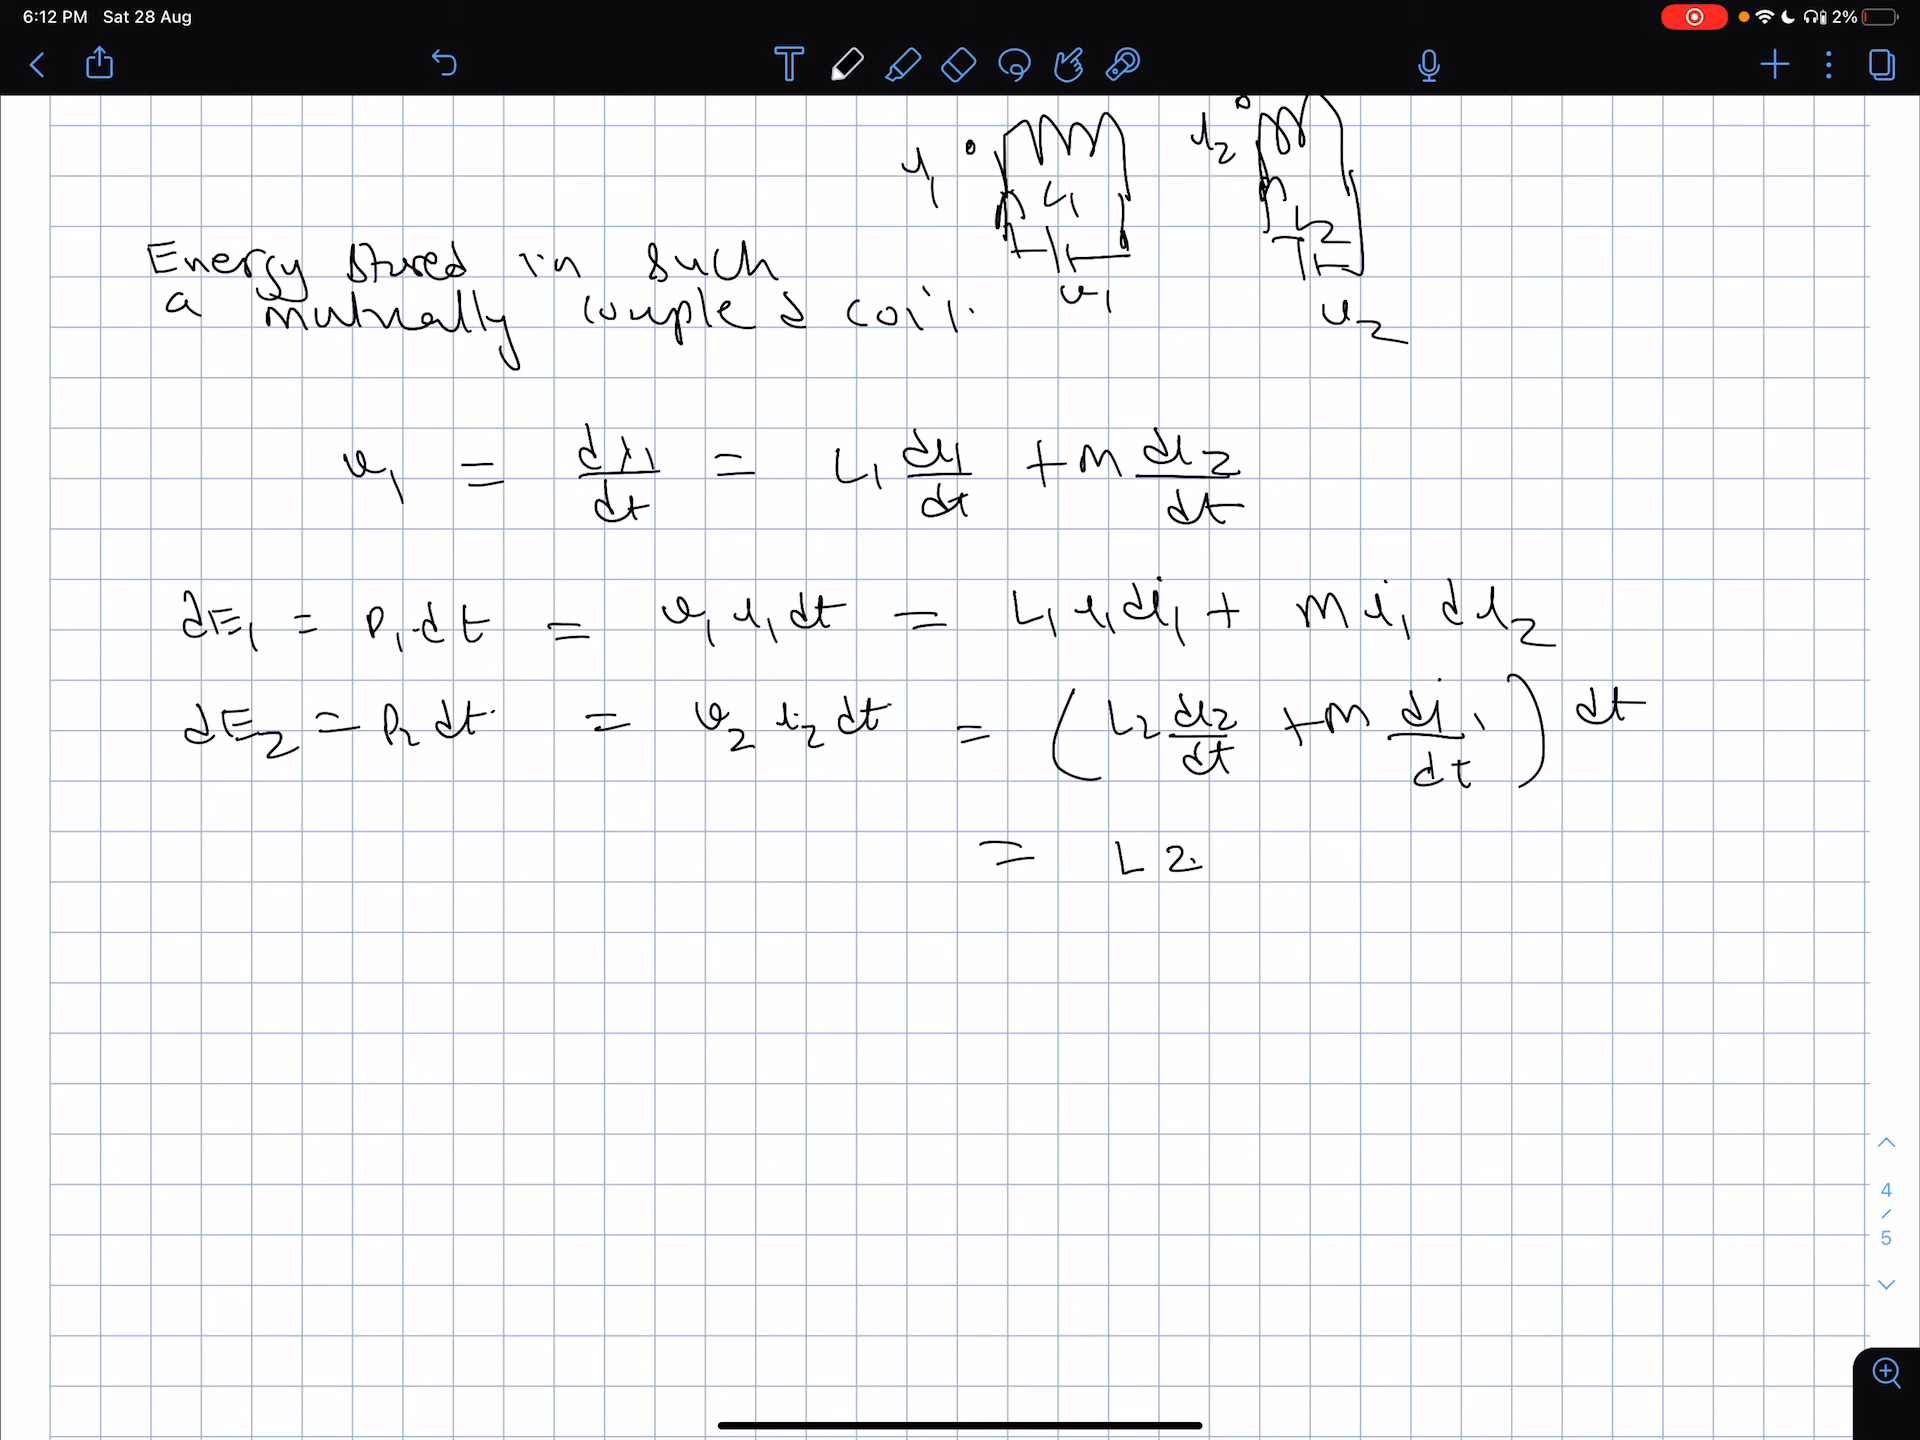 6:12 PM Sat 28 Aug
2%
i₁ L₁ i₂ L₂
v₁ v₂
Energy stored in such
a mutually coupled coil.
v₁ = dλ₁/dt = L₁ di₁/dt + M di₂/dt
dE₁ = P₁.dt = v₁ i₁ dt = L₁ i₁ di₁ + M i₁ di₂
dE₂ = P₂ dt = v₂ i₂ dt = (L₂ di₂/dt + M di₁/dt) dt
= L2
4
/
5